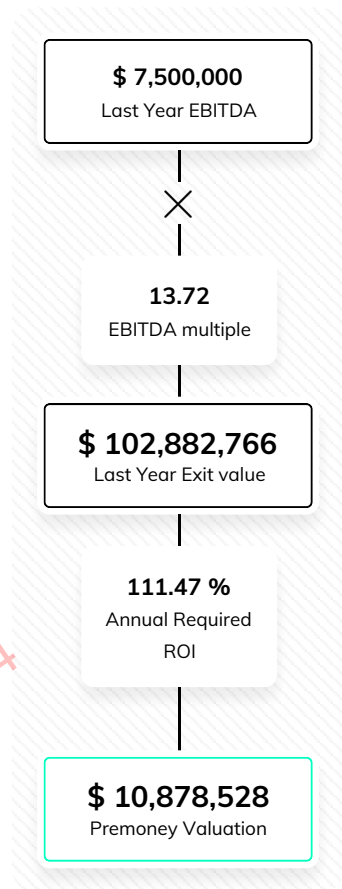 $ 7,500,000
Last Year EBITDA
13.72
EBITDA multiple
$ 102,882,766
Last Year Exit value
111.47 %
Annual Required
ROI
$ 10,878,528
Premoney Valuation